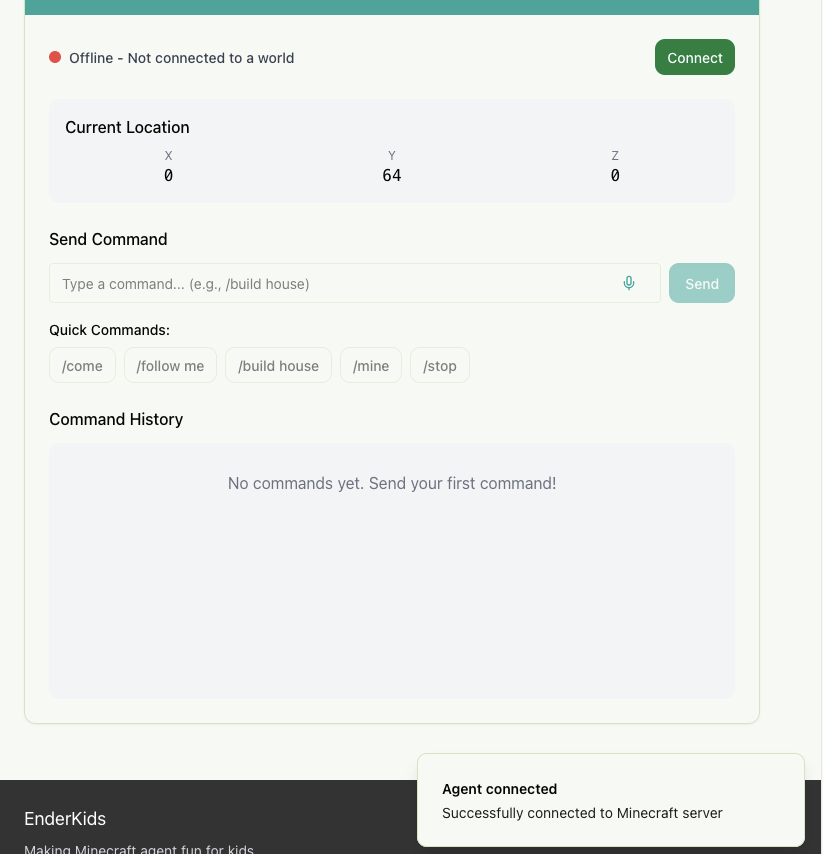 Offline - Not connected to a world
Connect
Current Location
X
Y
Z
0
64
0
Send Command
Type a command... (e.g., /build house)
Send
Quick Commands:
/come
/follow me
/build house
/mine
/stop
Command History
No commands yet. Send your first command!
Agent connected
Successfully connected to Minecraft server
EnderKids
Making Minecraft agent fun for kids